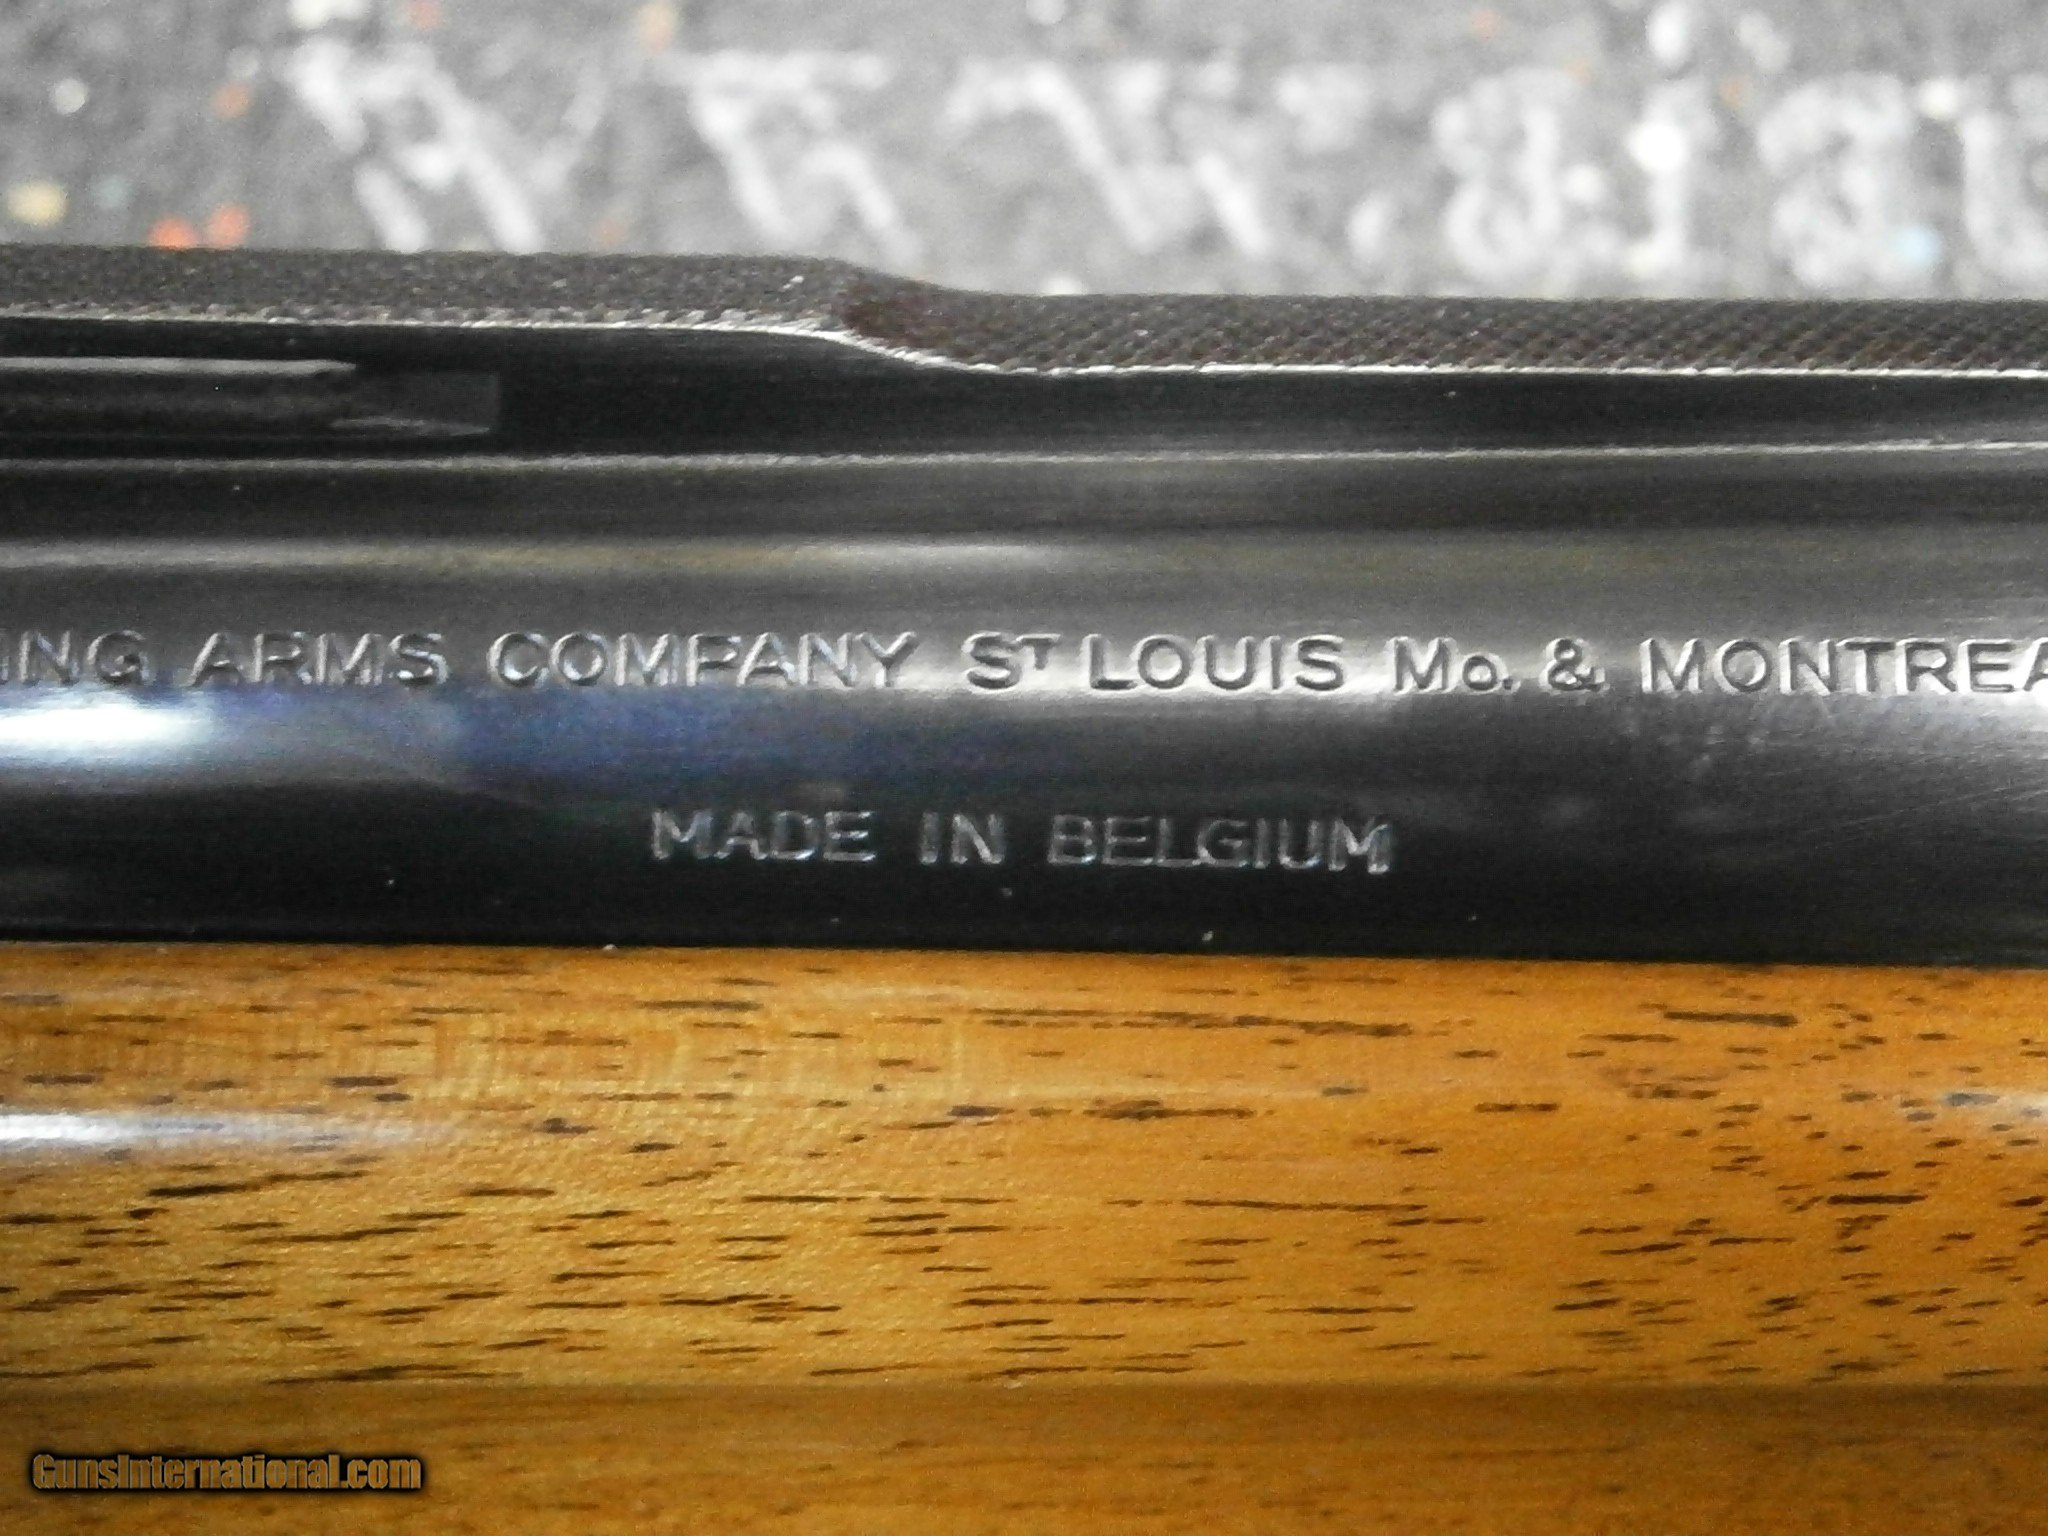 ING ARMS COMPANY ST LOUIS Mo. & MONTREA
MADE IN BELGIUM
GunsInternational.com